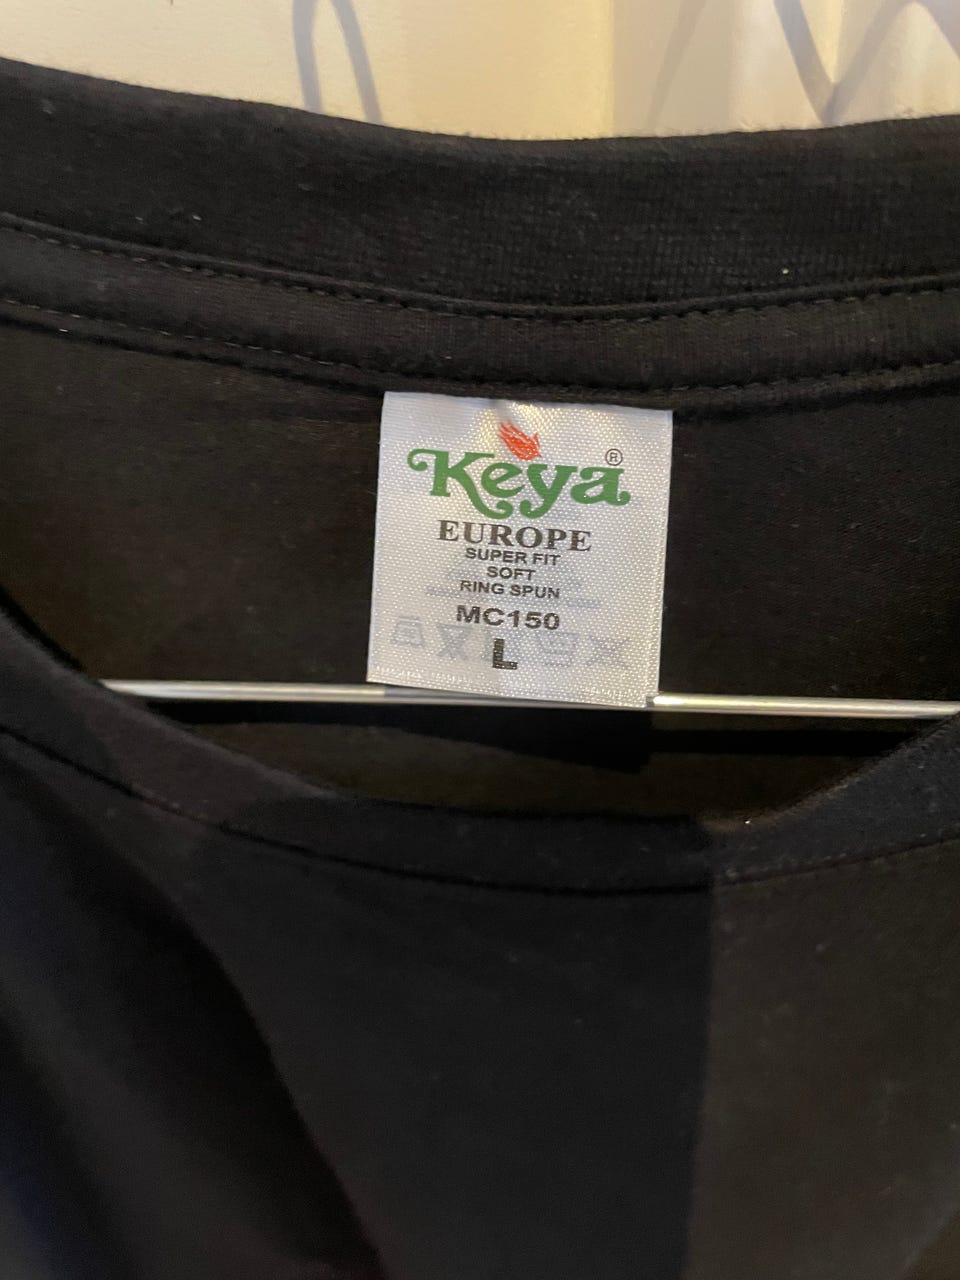 Keya®
EUROPE
SUPER FIT
SOFT
RING SPUN
MC150
L